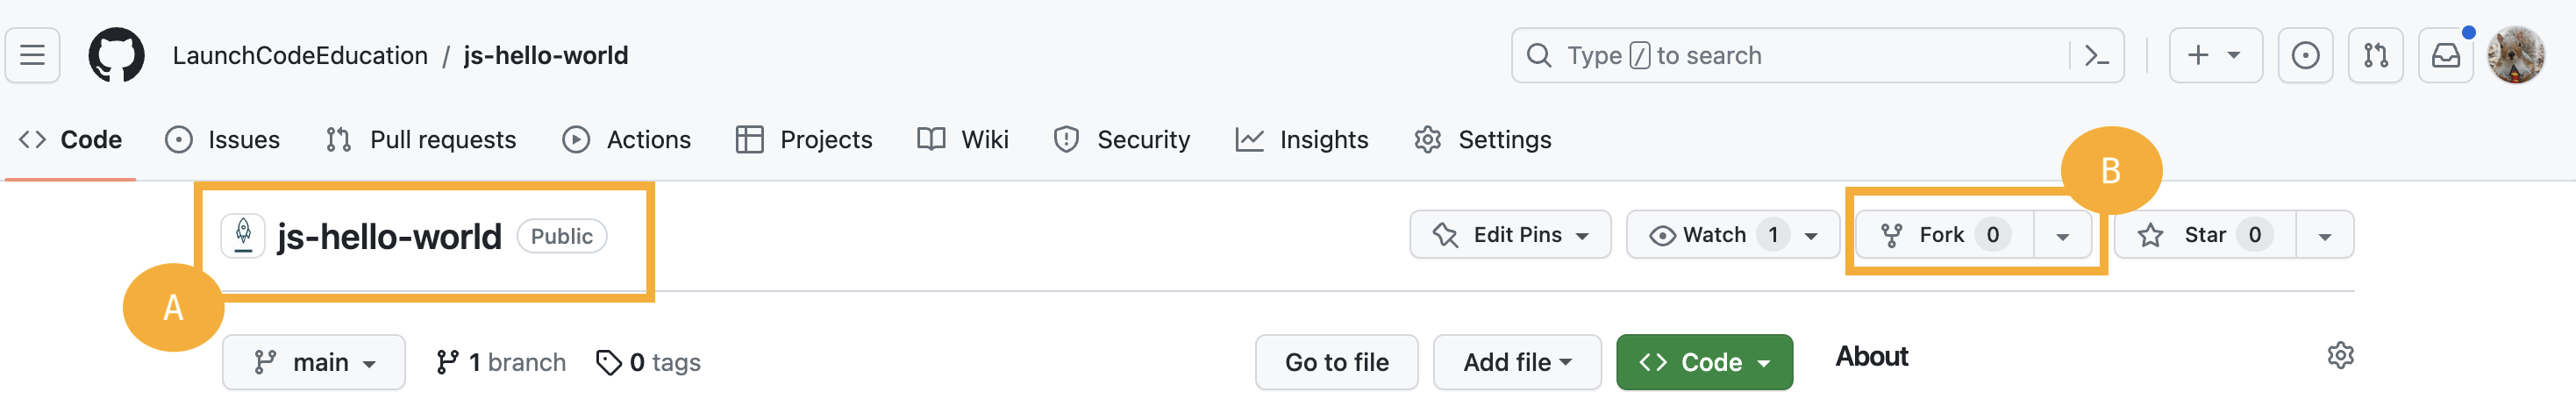 LaunchCodeEducation / js-hello-world Type / to search
Code Issues Pull requests Actions Projects Wiki Security Insights Settings
B
js-hello-world Public Edit Pins Watch 1 Fork 0 Star 0
A
main 1 branch 0 tags Go to file Add file Code About